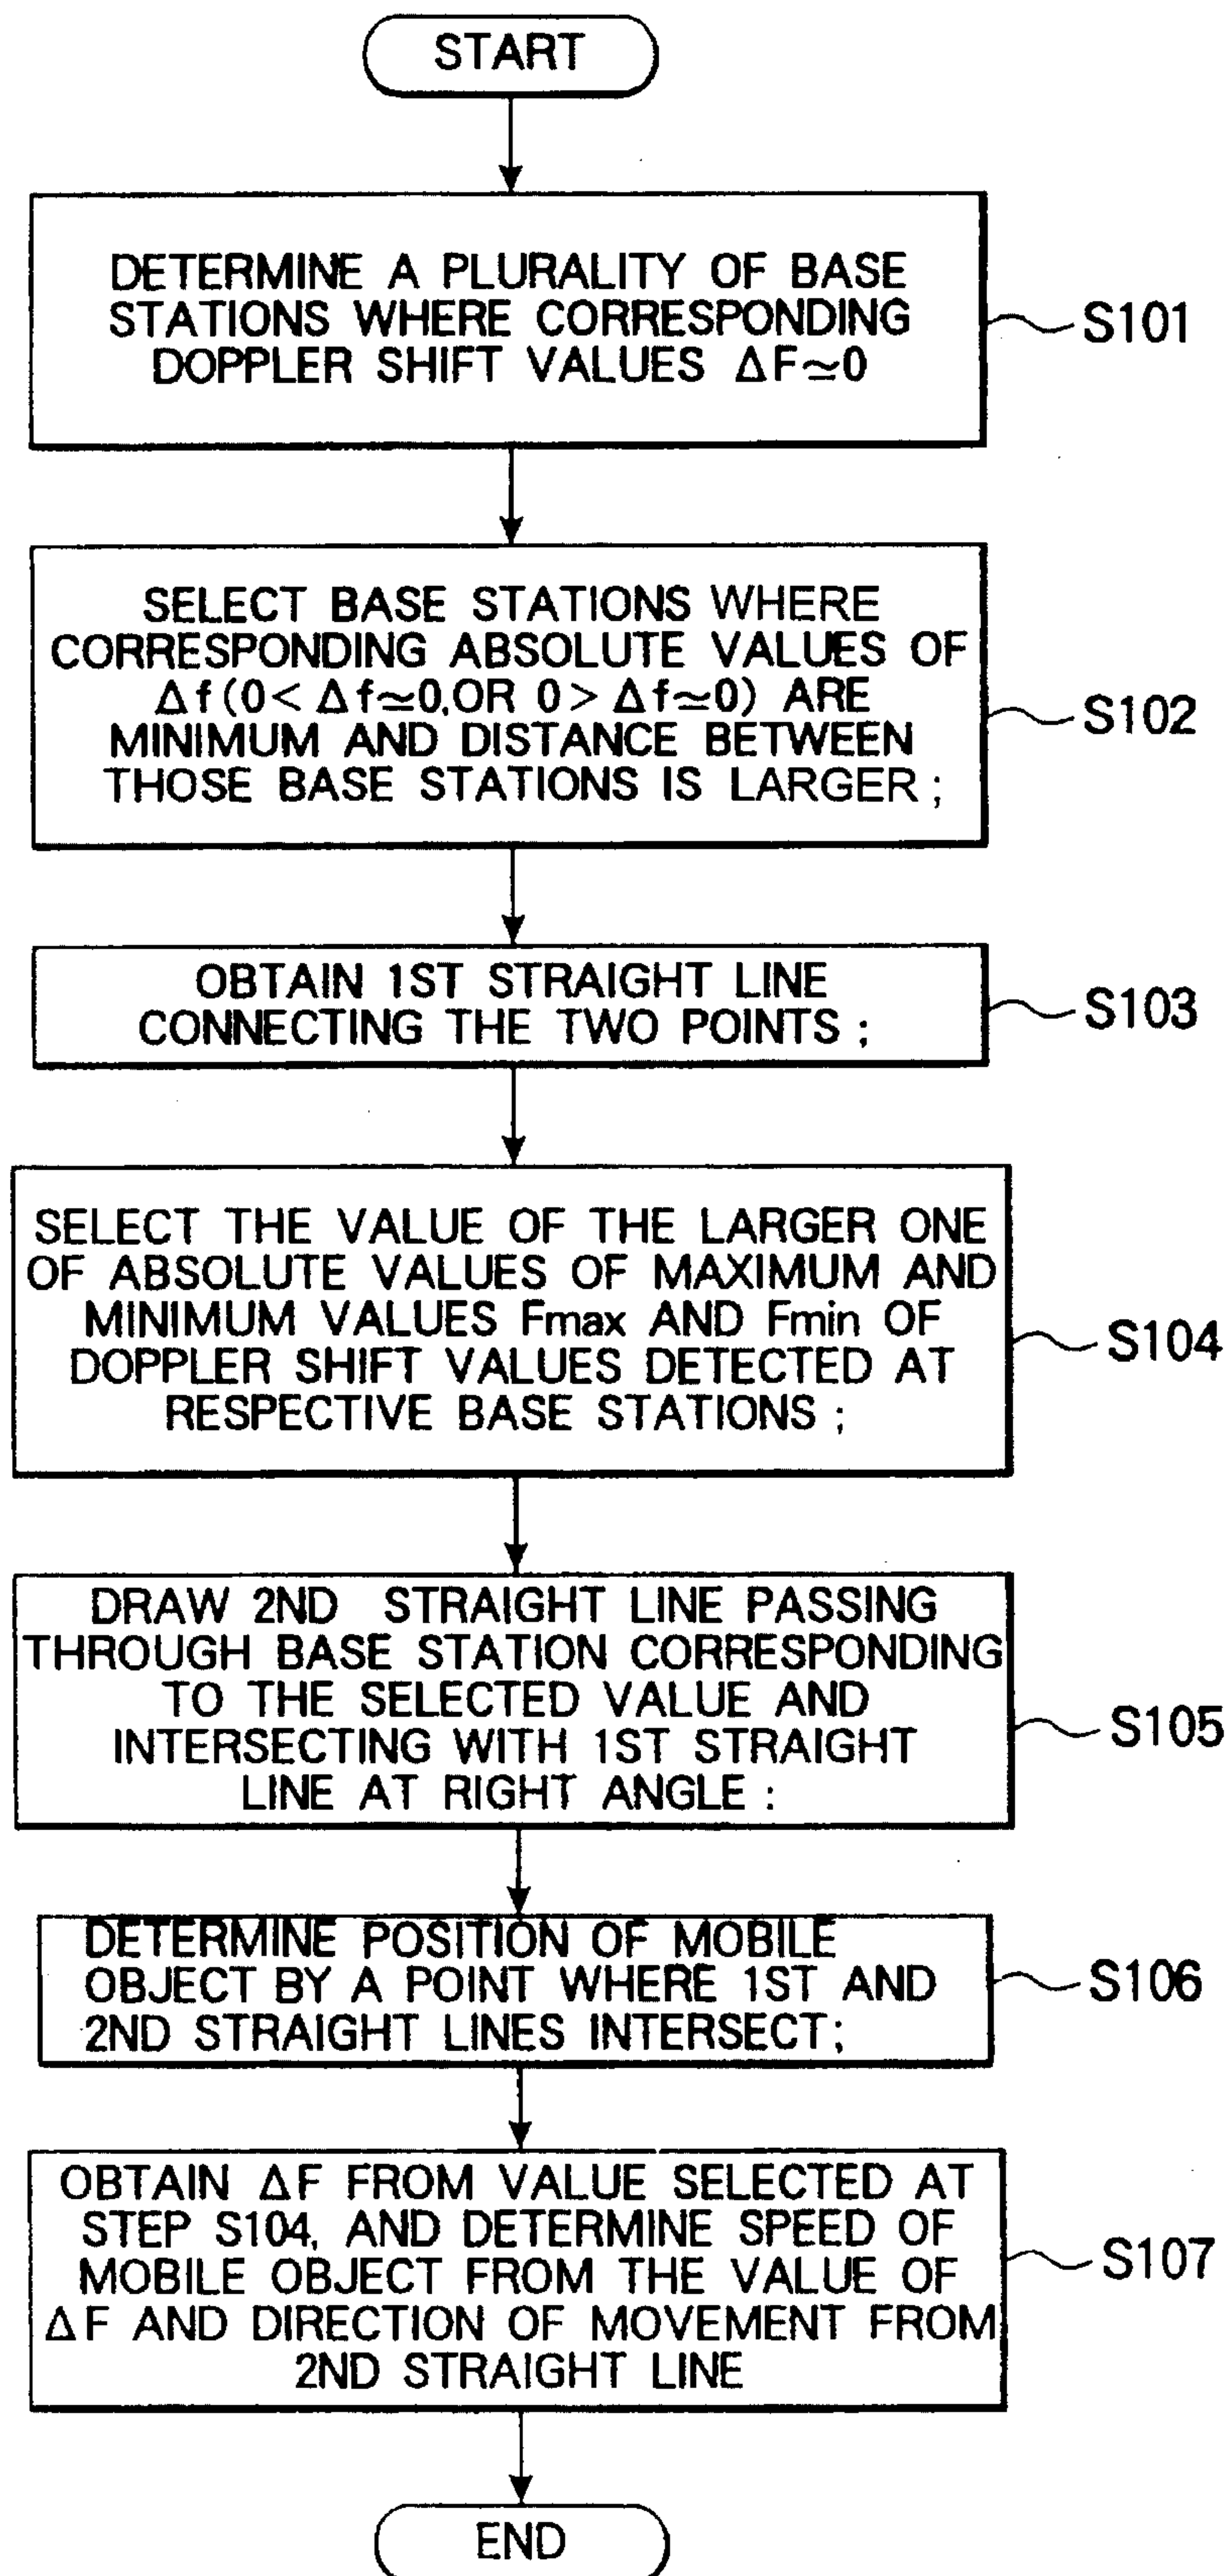 START
DETERMINE A PLURALITY OF BASE
STATIONS WHERE CORRESPONDING
DOPPLER SHIFT VALUES ΔF≃0
S101
SELECT BASE STATIONS WHERE
CORRESPONDING ABSOLUTE VALUES OF
Δf(0<Δf≃0,OR 0>Δf≃0) ARE
MINIMUM AND DISTANCE BETWEEN
THOSE BASE STATIONS IS LARGER;
S102
OBTAIN 1ST STRAIGHT LINE
CONNECTING THE TWO POINTS;
S103
SELECT THE VALUE OF THE LARGER ONE
OF ABSOLUTE VALUES OF MAXIMUM AND
MINIMUM VALUES Fmax AND Fmin OF
DOPPLER SHIFT VALUES DETECTED AT
RESPECTIVE BASE STATIONS;
S104
DRAW 2ND STRAIGHT LINE PASSING
THROUGH BASE STATION CORRESPONDING
TO THE SELECTED VALUE AND
INTERSECTING WITH 1ST STRAIGHT
LINE AT RIGHT ANGLE:
S105
DETERMINE POSITION OF MOBILE
OBJECT BY A POINT WHERE 1ST AND
2ND STRAIGHT LINES INTERSECT;
S106
OBTAIN ΔF FROM VALUE SELECTED AT
STEP S104, AND DETERMINE SPEED OF
MOBILE OBJECT FROM THE VALUE OF
ΔF AND DIRECTION OF MOVEMENT FROM
2ND STRAIGHT LINE
S107
END